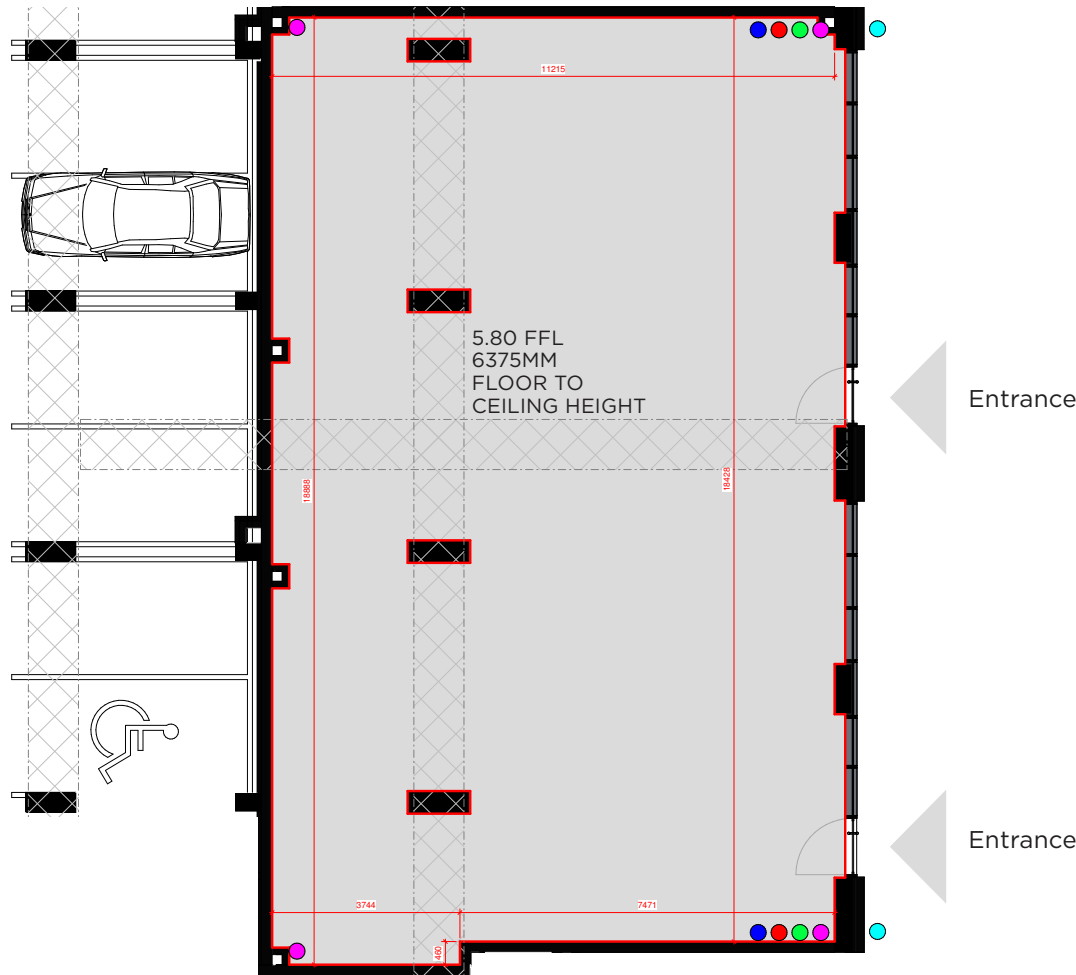 11215
5.80 FFL
6375MM
FLOOR TO
CEILING HEIGHT
Entrance
18888
18428
Entrance
3744
7471
460